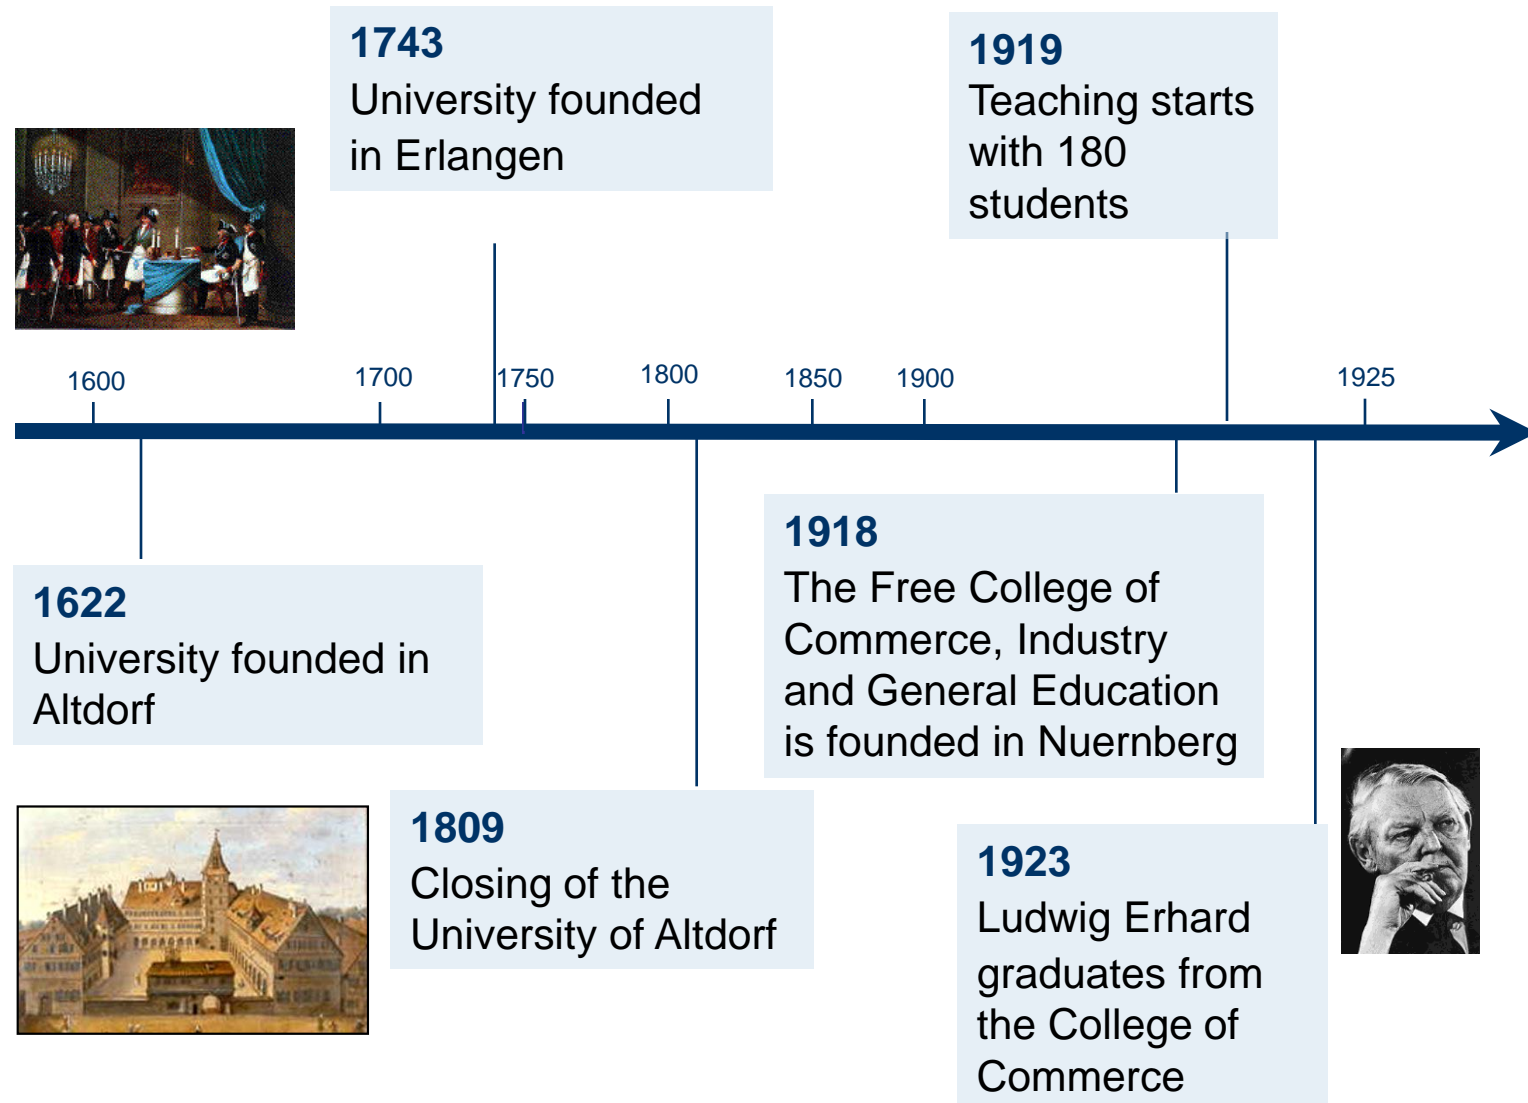 1743
University founded
in Erlangen
1919
Teaching starts
with 180
students
1600
1700
1750
1800
1850
1900
1925
1622
University founded in
Altdorf
1809
Closing of the
University of Altdorf
1918
The Free College of
Commerce, Industry
and General Education
is founded in Nuernberg
1923
Ludwig Erhard
graduates from
the College of
Commerce